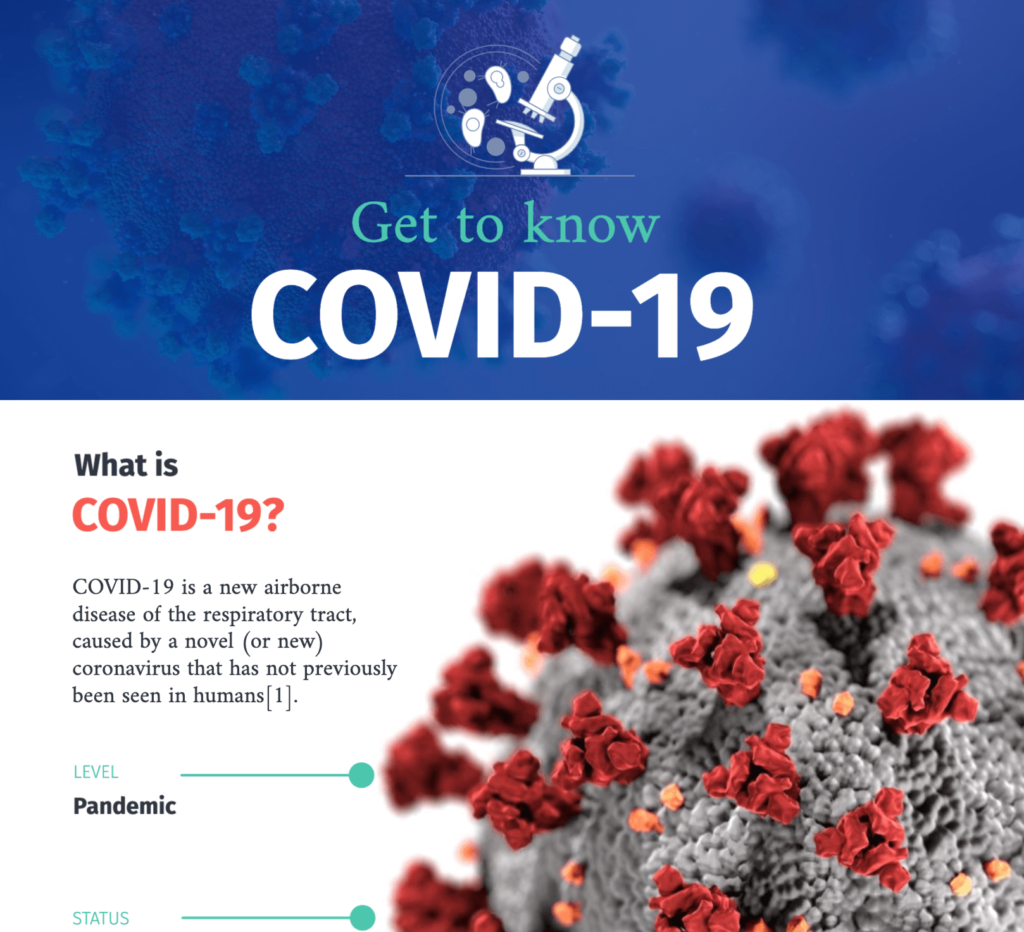 Get to know
COVID-19
What is
COVID-19?
COVID-19 is a new airborne
disease of the respiratory tract,
caused by a novel (or new)
coronavirus that has not previously
been seen in humans[1].
LEVEL
Pandemic
STATUS